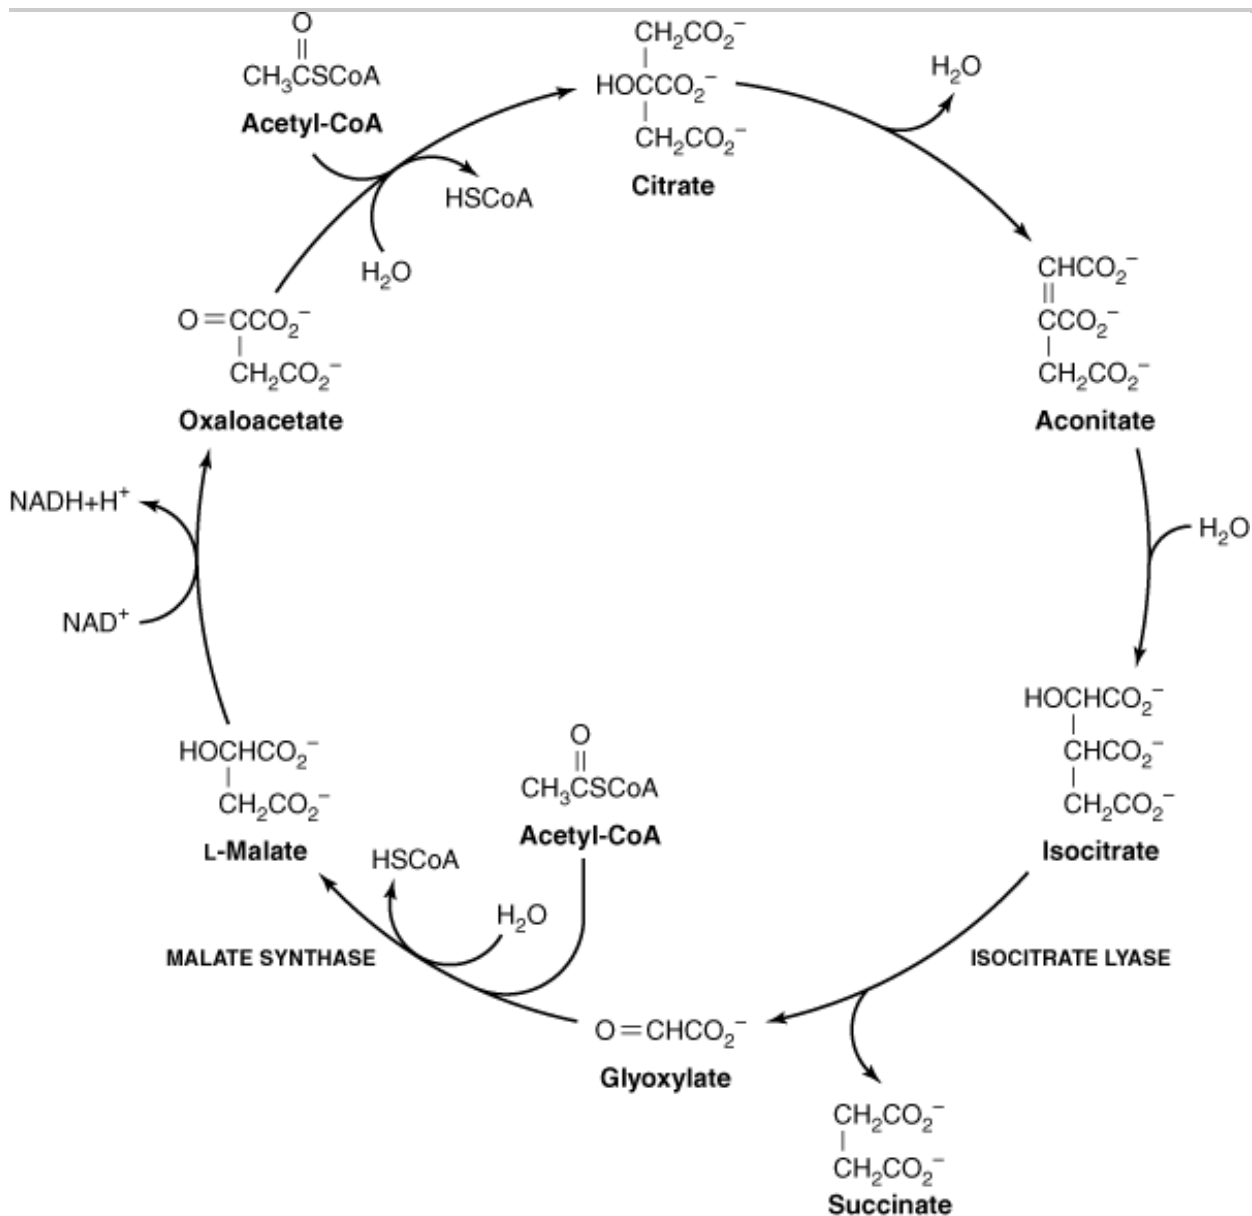 O
||
CH₃CSCoA
Acetyl-CoA
HSCoA
H₂O
CH₂CO₂⁻
|
HOCCO₂⁻
|
CH₂CO₂⁻
Citrate
H₂O
CHCO₂⁻
||
CCO₂⁻
|
CH₂CO₂⁻
Aconitate
H₂O
HOCHCO₂⁻
|
CHCO₂⁻
|
CH₂CO₂⁻
Isocitrate
ISOCITRATE LYASE
CH₂CO₂⁻
|
CH₂CO₂⁻
Succinate
O=CHCO₂⁻
Glyoxylate
O
||
CH₃CSCoA
Acetyl-CoA
H₂O
HSCoA
MALATE SYNTHASE
HOCHCO₂⁻
|
CH₂CO₂⁻
L-Malate
NAD⁺
NADH+H⁺
O=CCO₂⁻
|
CH₂CO₂⁻
Oxaloacetate